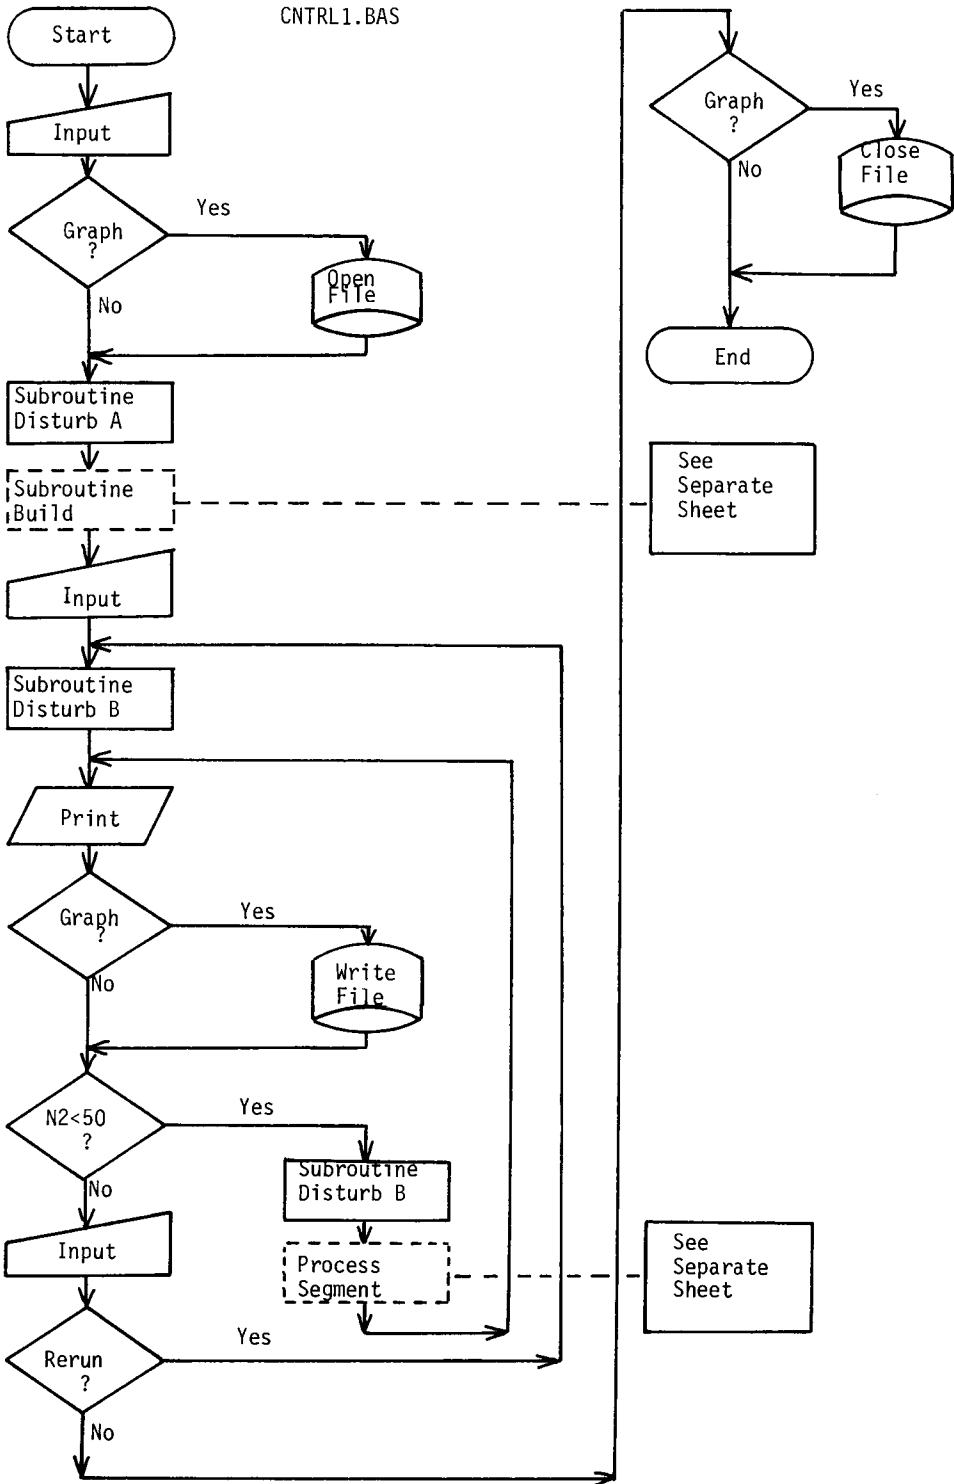 CNTRL1.BAS
Start
Input
Graph
?
Yes
No
Open
File
Subroutine
Disturb A
Subroutine
Build
See
Separate
Sheet
Input
Subroutine
Disturb B
Print
Graph
?
Yes
No
Write
File
N2<50
?
Yes
No
Subroutine
Disturb B
Process
Segment
See
Separate
Sheet
Input
Rerun
?
Yes
No
Graph
?
Yes
No
Close
File
End